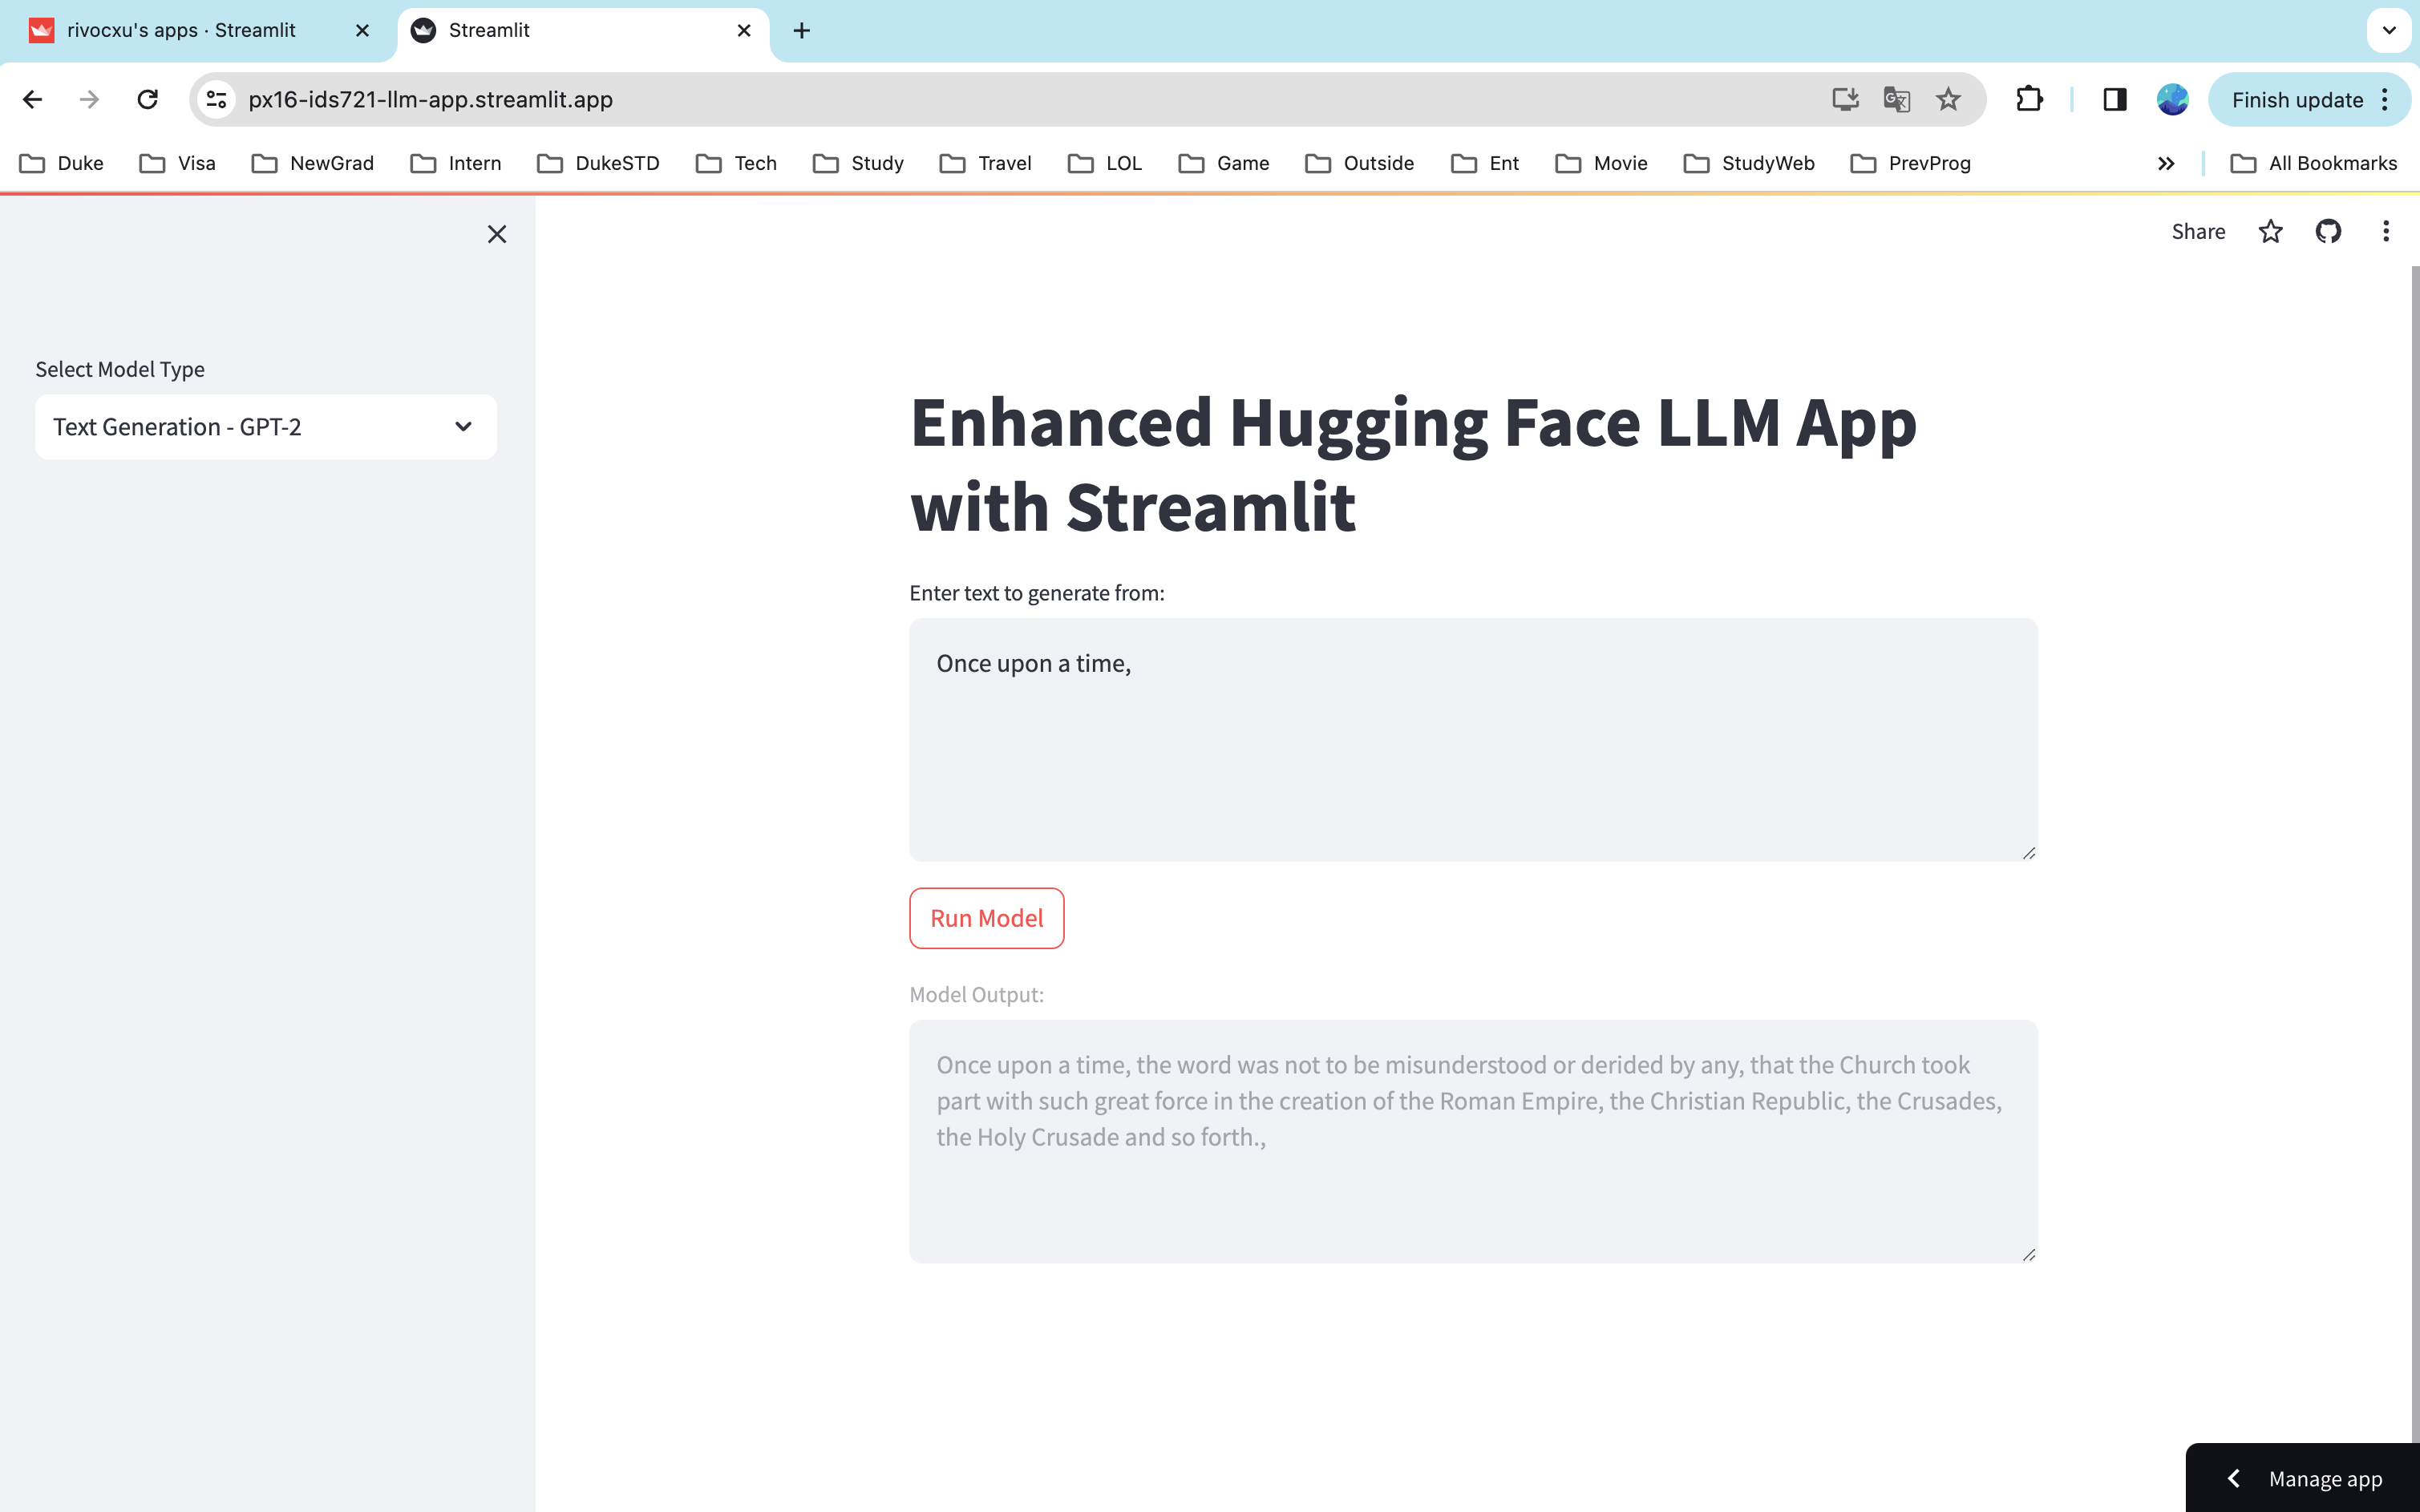 rivocxu's apps · Streamlit
Streamlit
px16-ids721-llm-app.streamlit.app
Finish update
Duke Visa NewGrad Intern DukeSTD Tech Study Travel LOL Game Outside Ent Movie StudyWeb PrevProg All Bookmarks
Share
Select Model Type
Text Generation - GPT-2
Enhanced Hugging Face LLM App
with Streamlit
Enter text to generate from:
Once upon a time,
Run Model
Model Output:
Once upon a time, the word was not to be misunderstood or derided by any, that the Church took
part with such great force in the creation of the Roman Empire, the Christian Republic, the Crusades,
the Holy Crusade and so forth.,
Manage app